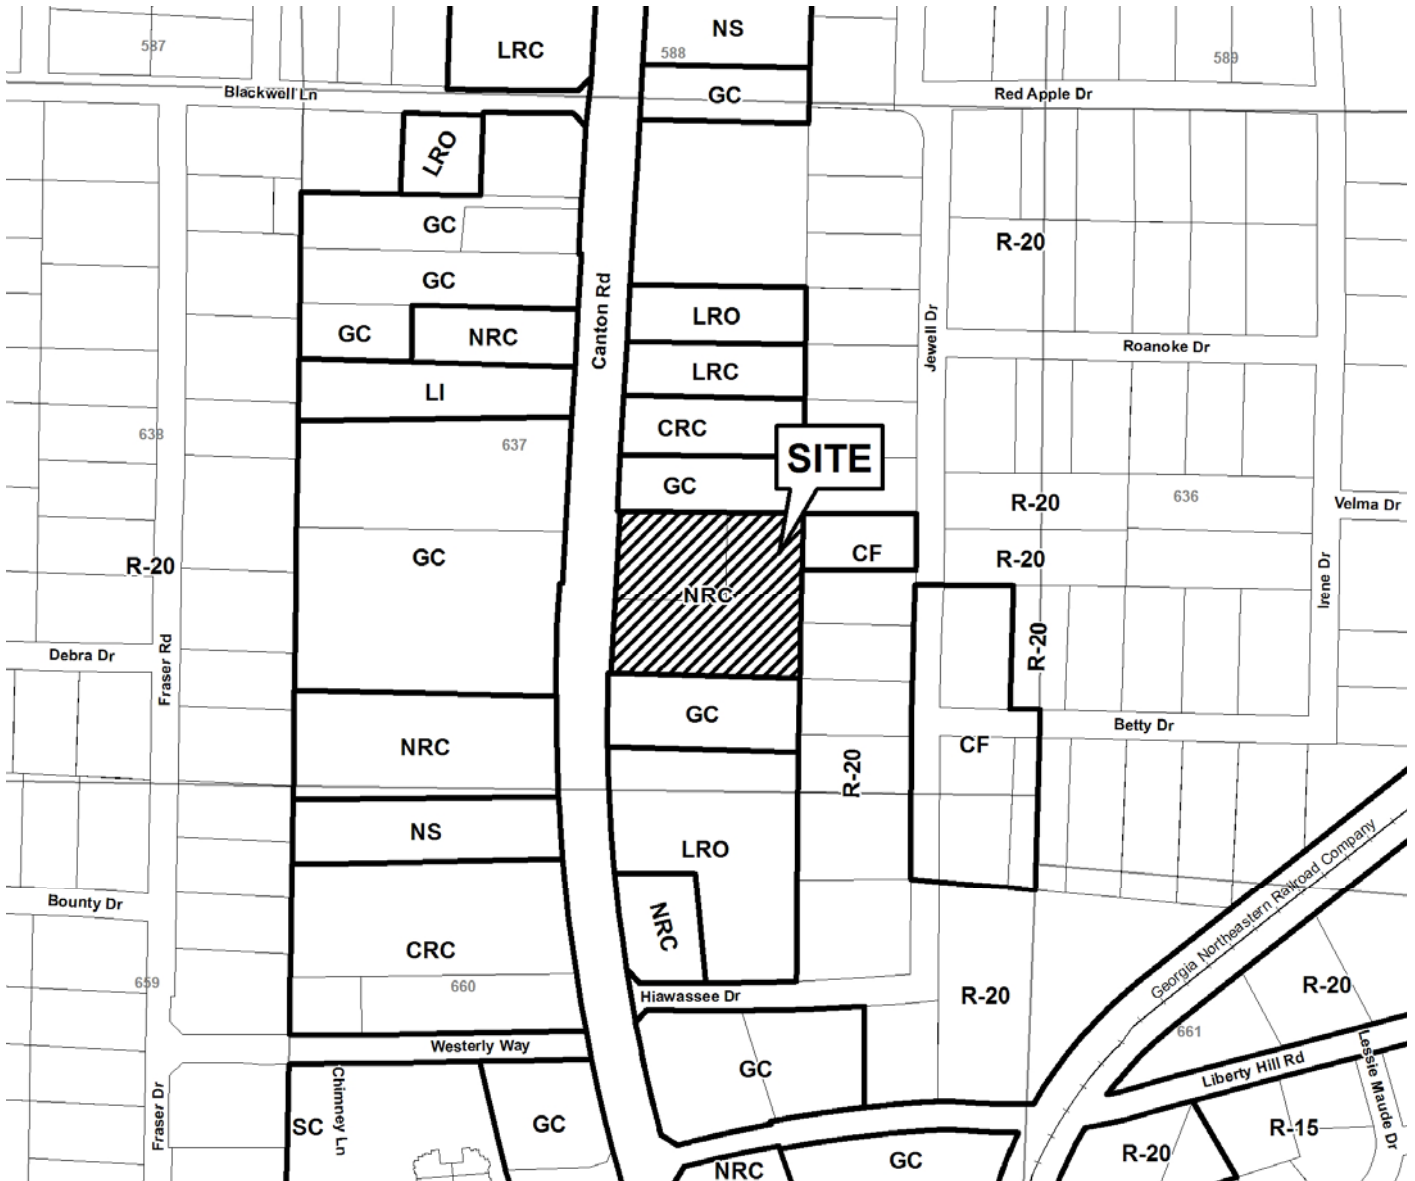 NS
LRC
587
588
589
Blackwell Ln
GC
Red Apple Dr
LRO
GC
R-20
GC
Canton Rd
LRO
GC
NRC
Jewell Dr
Roanoke Dr
LRC
LI
CRC
638
637
SITE
GC
R-20
636
Velma Dr
GC
CF
R-20
R-20
NRC
Irene Dr
R-20
Debra Dr
Fraser Rd
GC
NRC
Betty Dr
CF
R-20
NS
LRO
Georgia Northeastern Railroad Company
Bounty Dr
NRC
CRC
659
660
Hiawassee Dr
R-20
R-20
661
Westerly Way
GC
Liberty Hill Rd
Lessie Maude Dr
Chimney Ln
Fraser Dr
SC
GC
R-15
R-20
GC
NRC